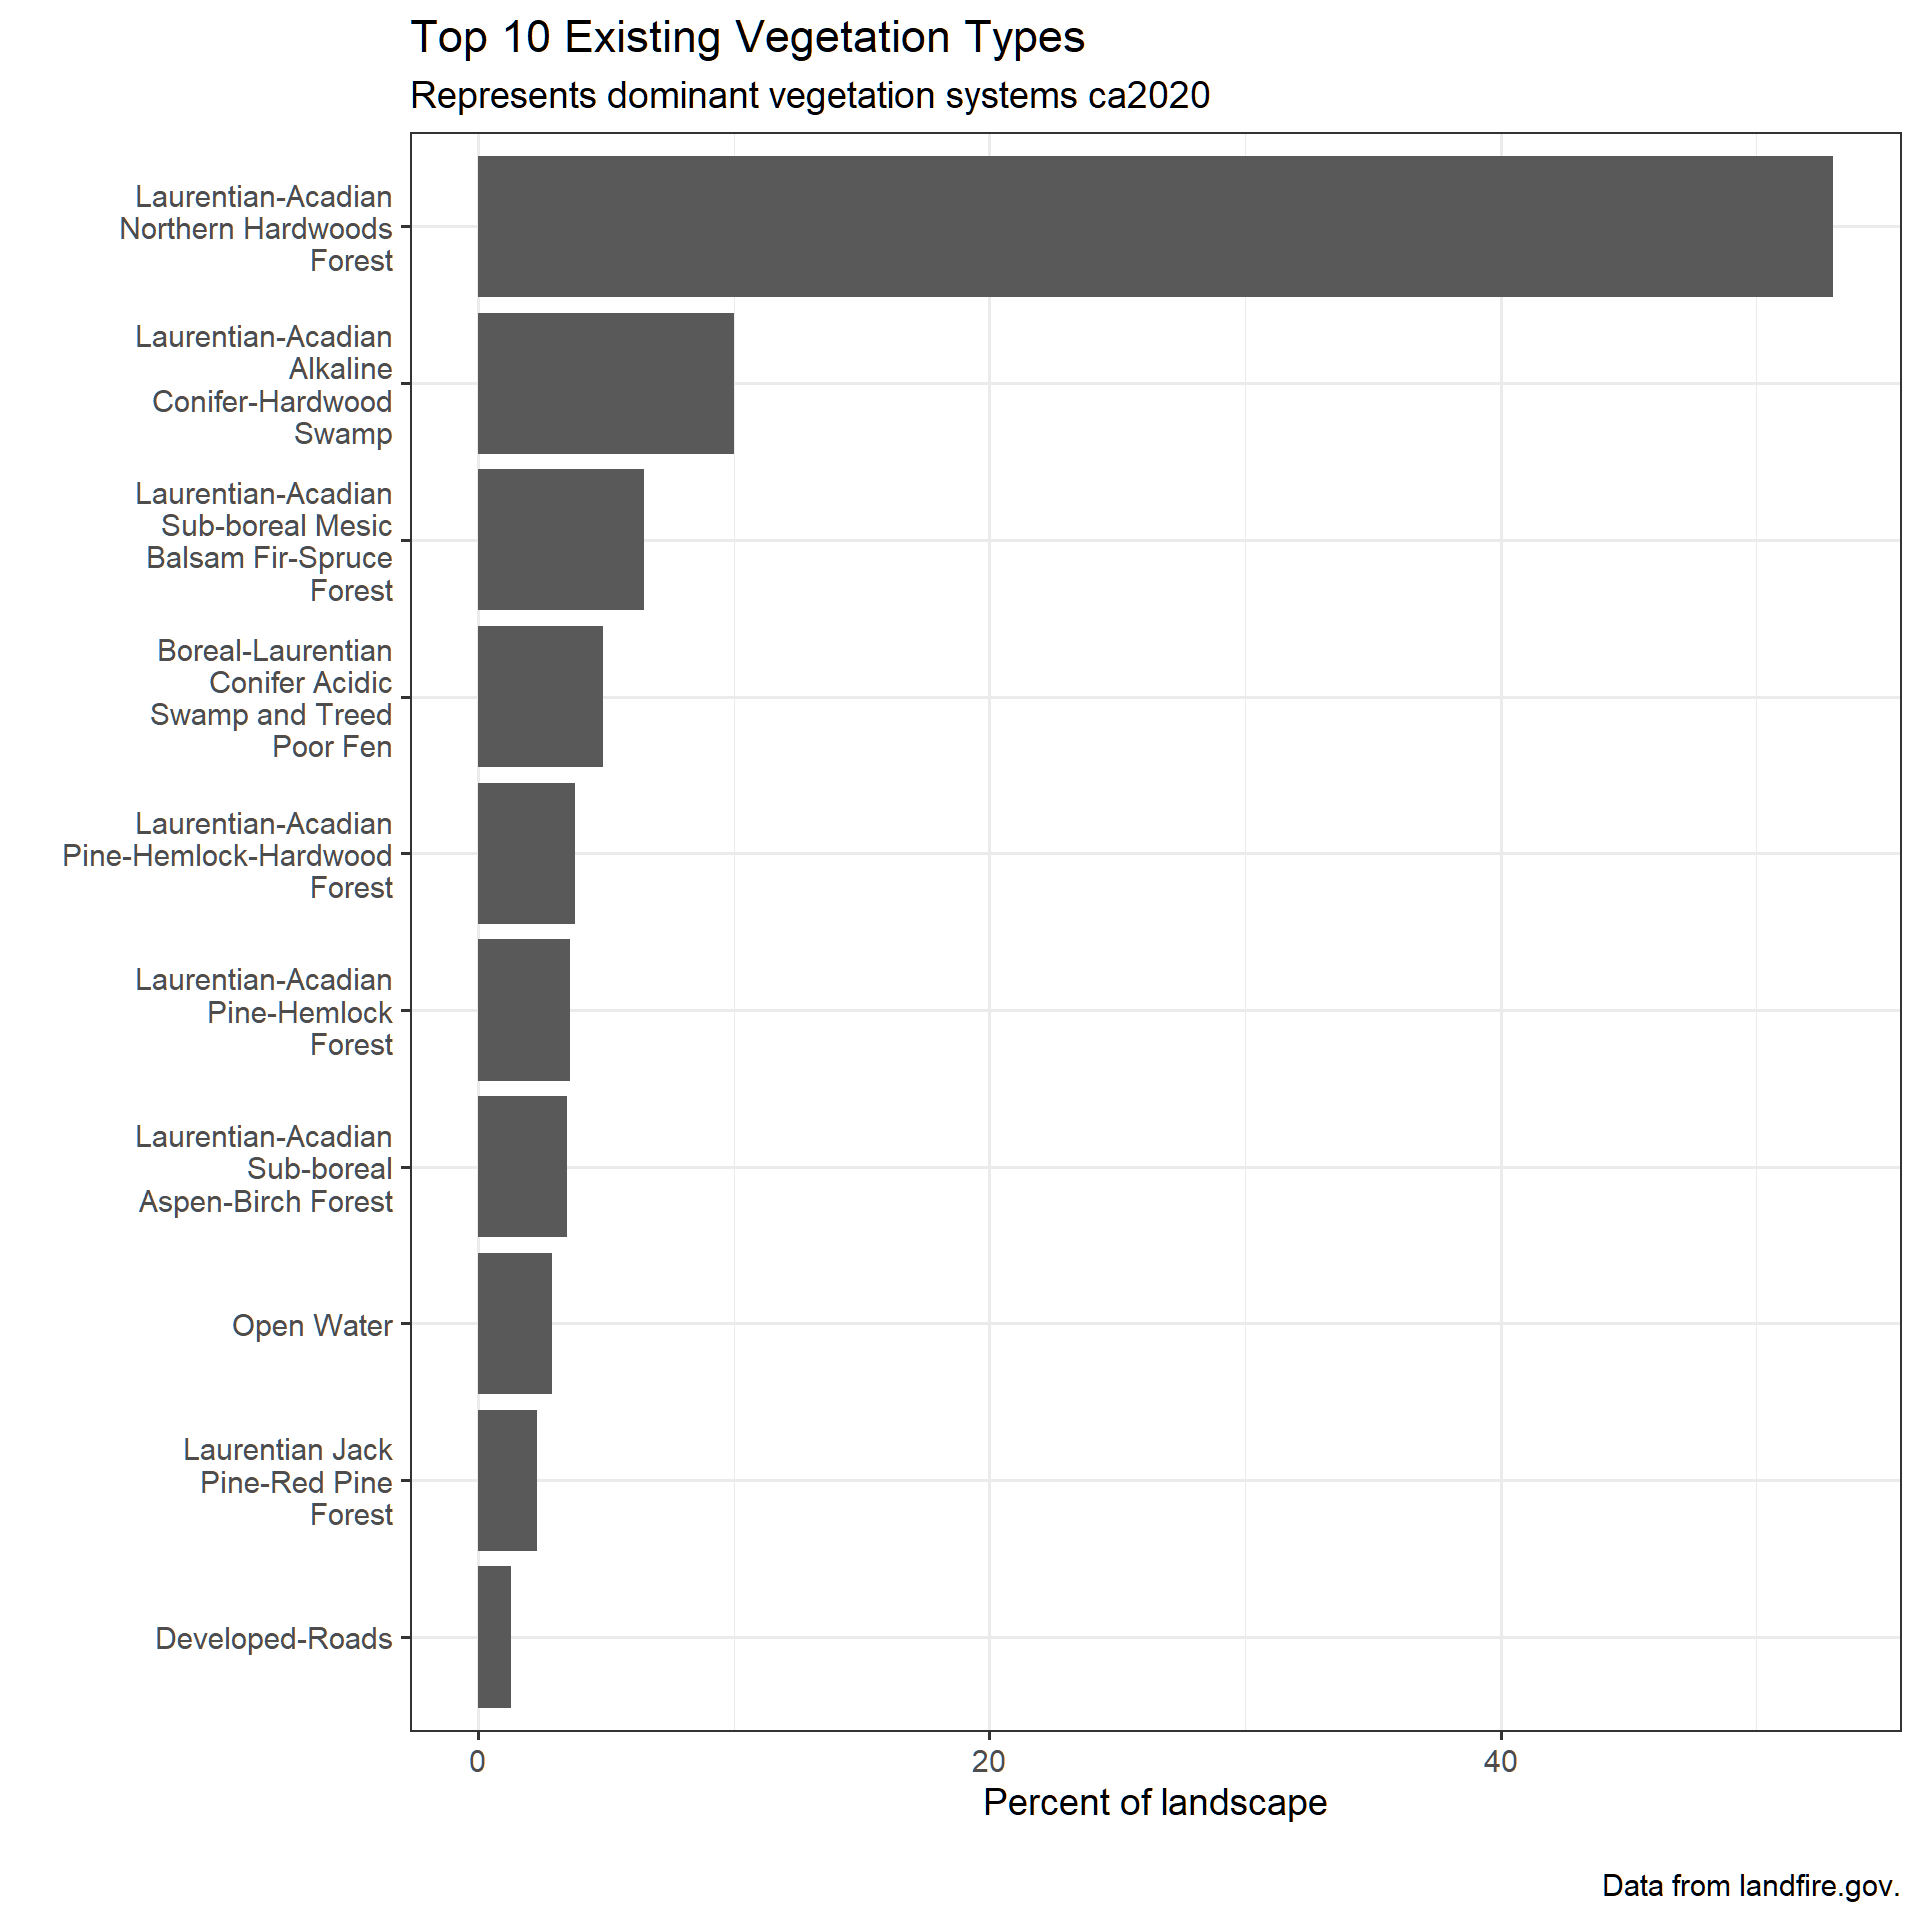 Top 10 Existing Vegetation Types
Represents dominant vegetation systems ca2020
Laurentian-Acadian
Northern Hardwoods
Forest
Laurentian-Acadian
Alkaline
Conifer-Hardwood
Swamp
Laurentian-Acadian
Sub-boreal Mesic
Balsam Fir-Spruce
Forest
Boreal-Laurentian
Conifer Acidic
Swamp and Treed
Poor Fen
Laurentian-Acadian
Pine-Hemlock-Hardwood
Forest
Laurentian-Acadian
Pine-Hemlock
Forest
Laurentian-Acadian
Sub-boreal
Aspen-Birch Forest
Open Water
Laurentian Jack
Pine-Red Pine
Forest
Developed-Roads
0 20 40
Percent of landscape
Data from landfire.gov.